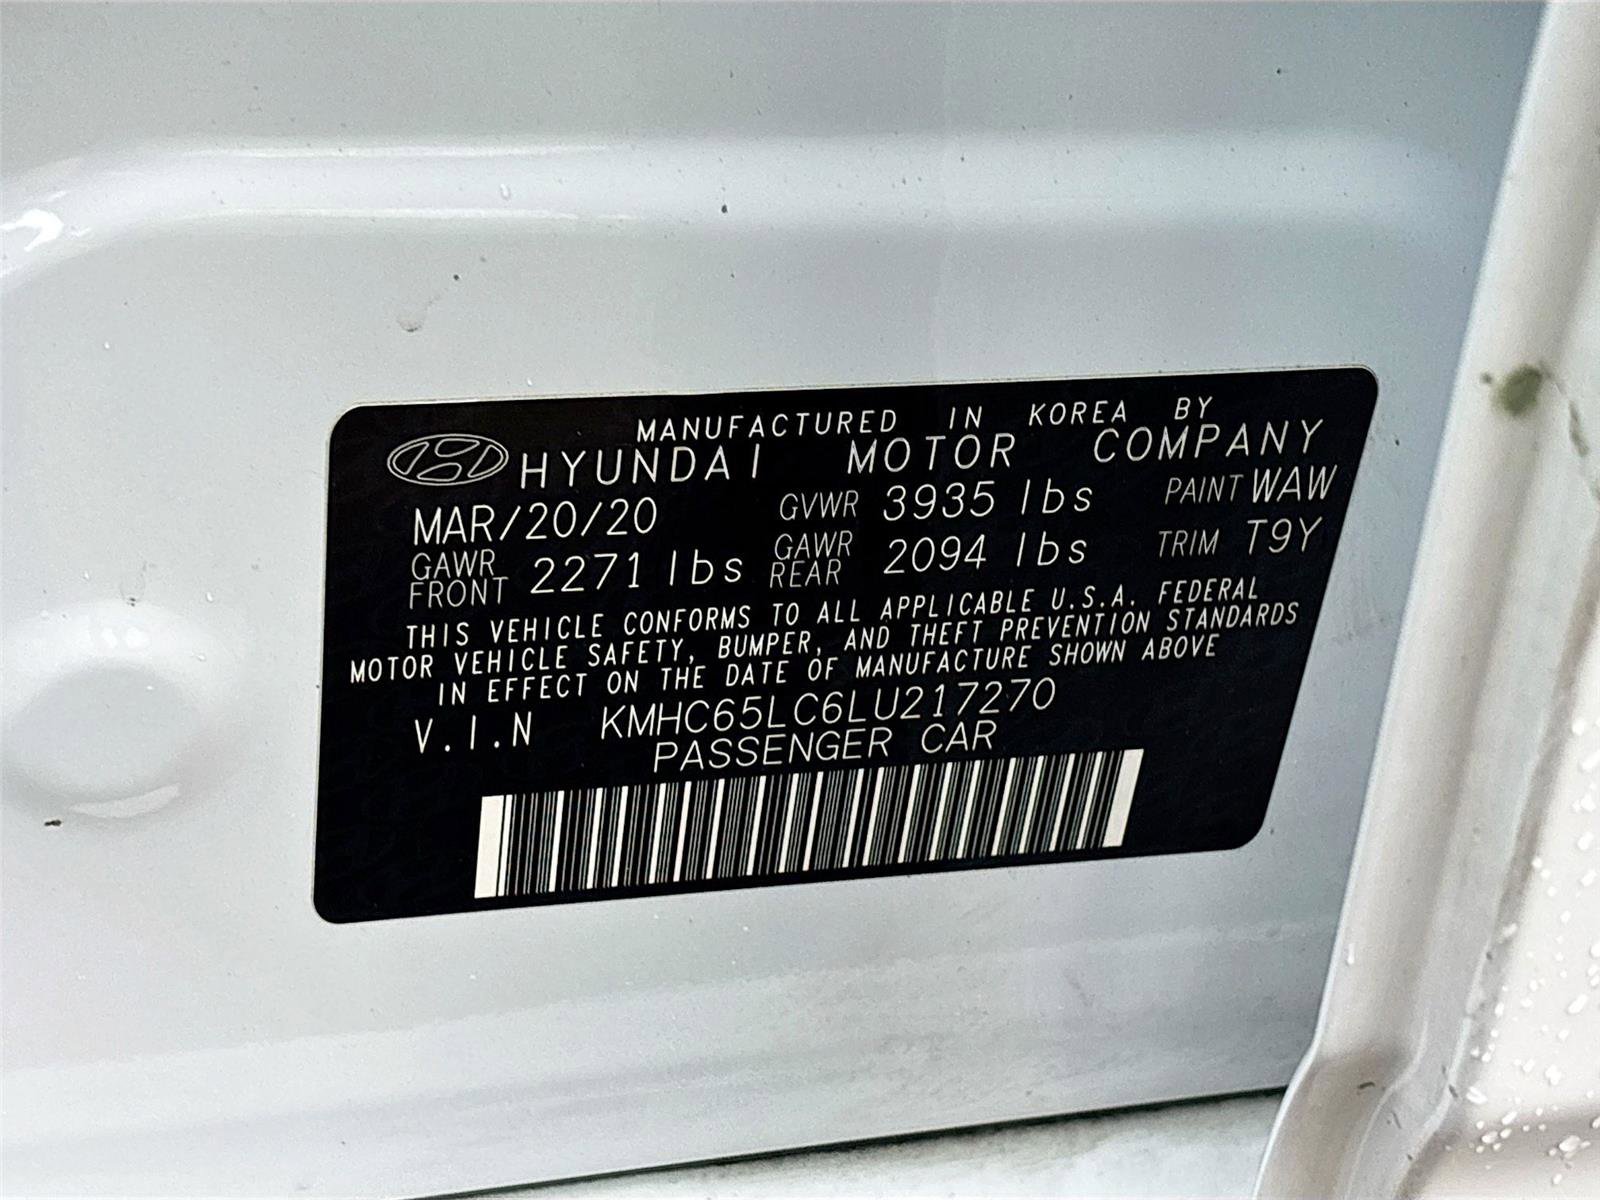 MANUFACTURED IN KOREA BY
HYUNDAI MOTOR COMPANY
MAR/20/20 GVWR 3935 lbs PAINT WAW
GAWR FRONT 2271 lbs GAWR REAR 2094 lbs TRIM T9Y
THIS VEHICLE CONFORMS TO ALL APPLICABLE U.S.A. FEDERAL
MOTOR VEHICLE SAFETY, BUMPER, AND THEFT PREVENTION STANDARDS
IN EFFECT ON THE DATE OF MANUFACTURE SHOWN ABOVE
V.I.N KMHC65LC6LU217270
PASSENGER CAR